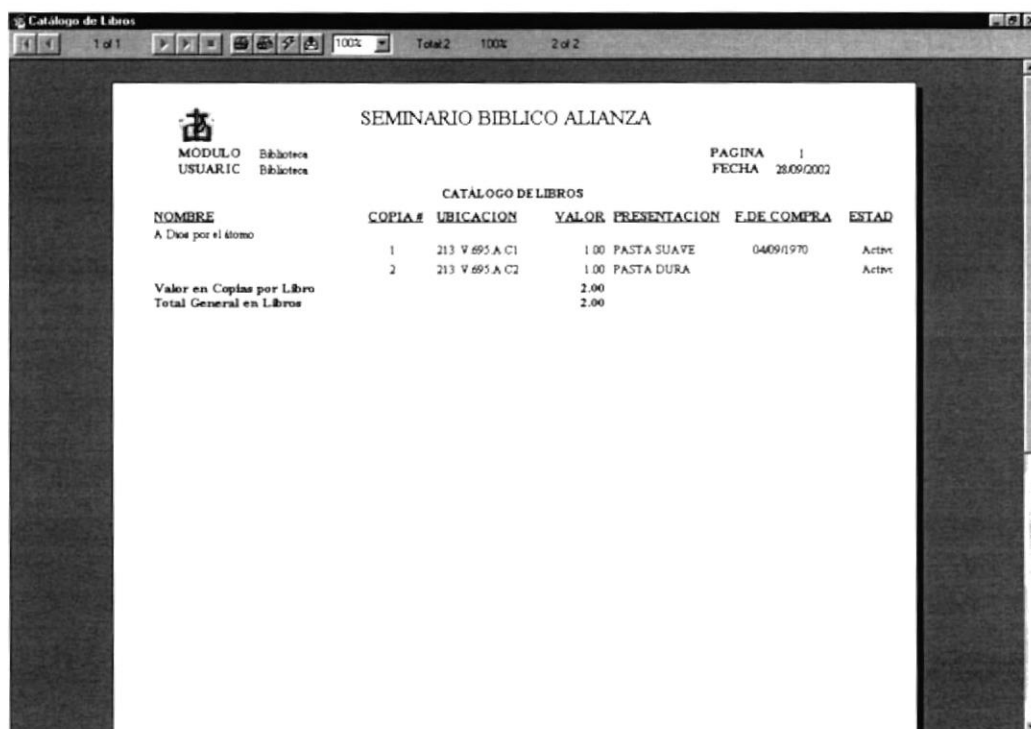 Catálogo de Libros
1 of 1 100% Total:2 100% 2 of 2
SEMINARIO BIBLICO ALIANZA
MODULO Biblioteca PAGINA 1
USUARIC Biblioteca FECHA 28/09/2002
CATÁLOGO DE LIBROS
NOMBRE COPIA # UBICACION VALOR PRESENTACION F.DE COMPRA ESTAD
A Dios por el átomo
1 213 V.695 A C1 1.00 PASTA SUAVE 04/09/1970 Activc
2 213 V.695 A C2 1.00 PASTA DURA Activc
Valor en Copias por Libro 2.00
Total General en Libros 2.00